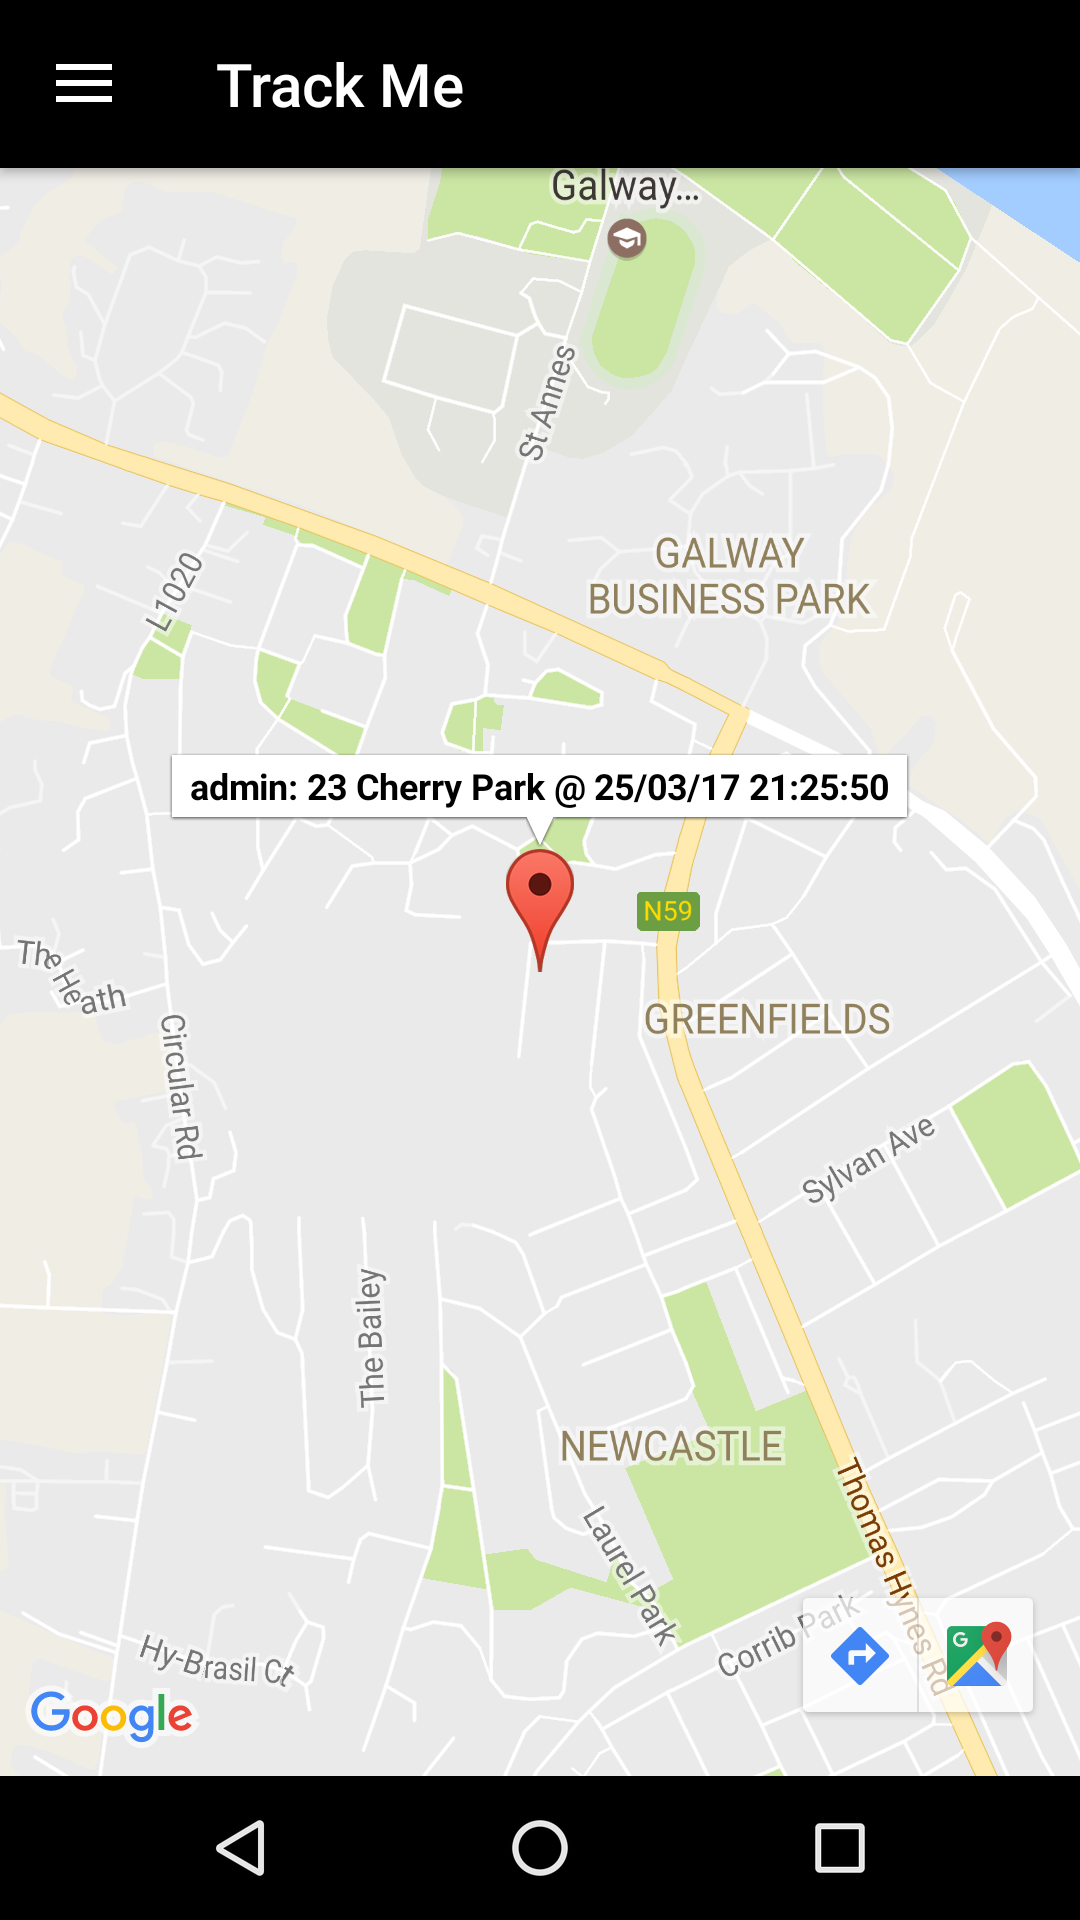 Track Me
Galway...
St Annes
GALWAY
BUSINESS PARK
L1020
admin: 23 Cherry Park @ 25/03/17 21:25:50
N59
The Heath
GREENFIELDS
Circular Rd
Sylvan Ave
The Bailey
NEWCASTLE
Thomas Hynes Rd
Laurel Park
Corrib Park
Hy-Brasil Ct
G
Google